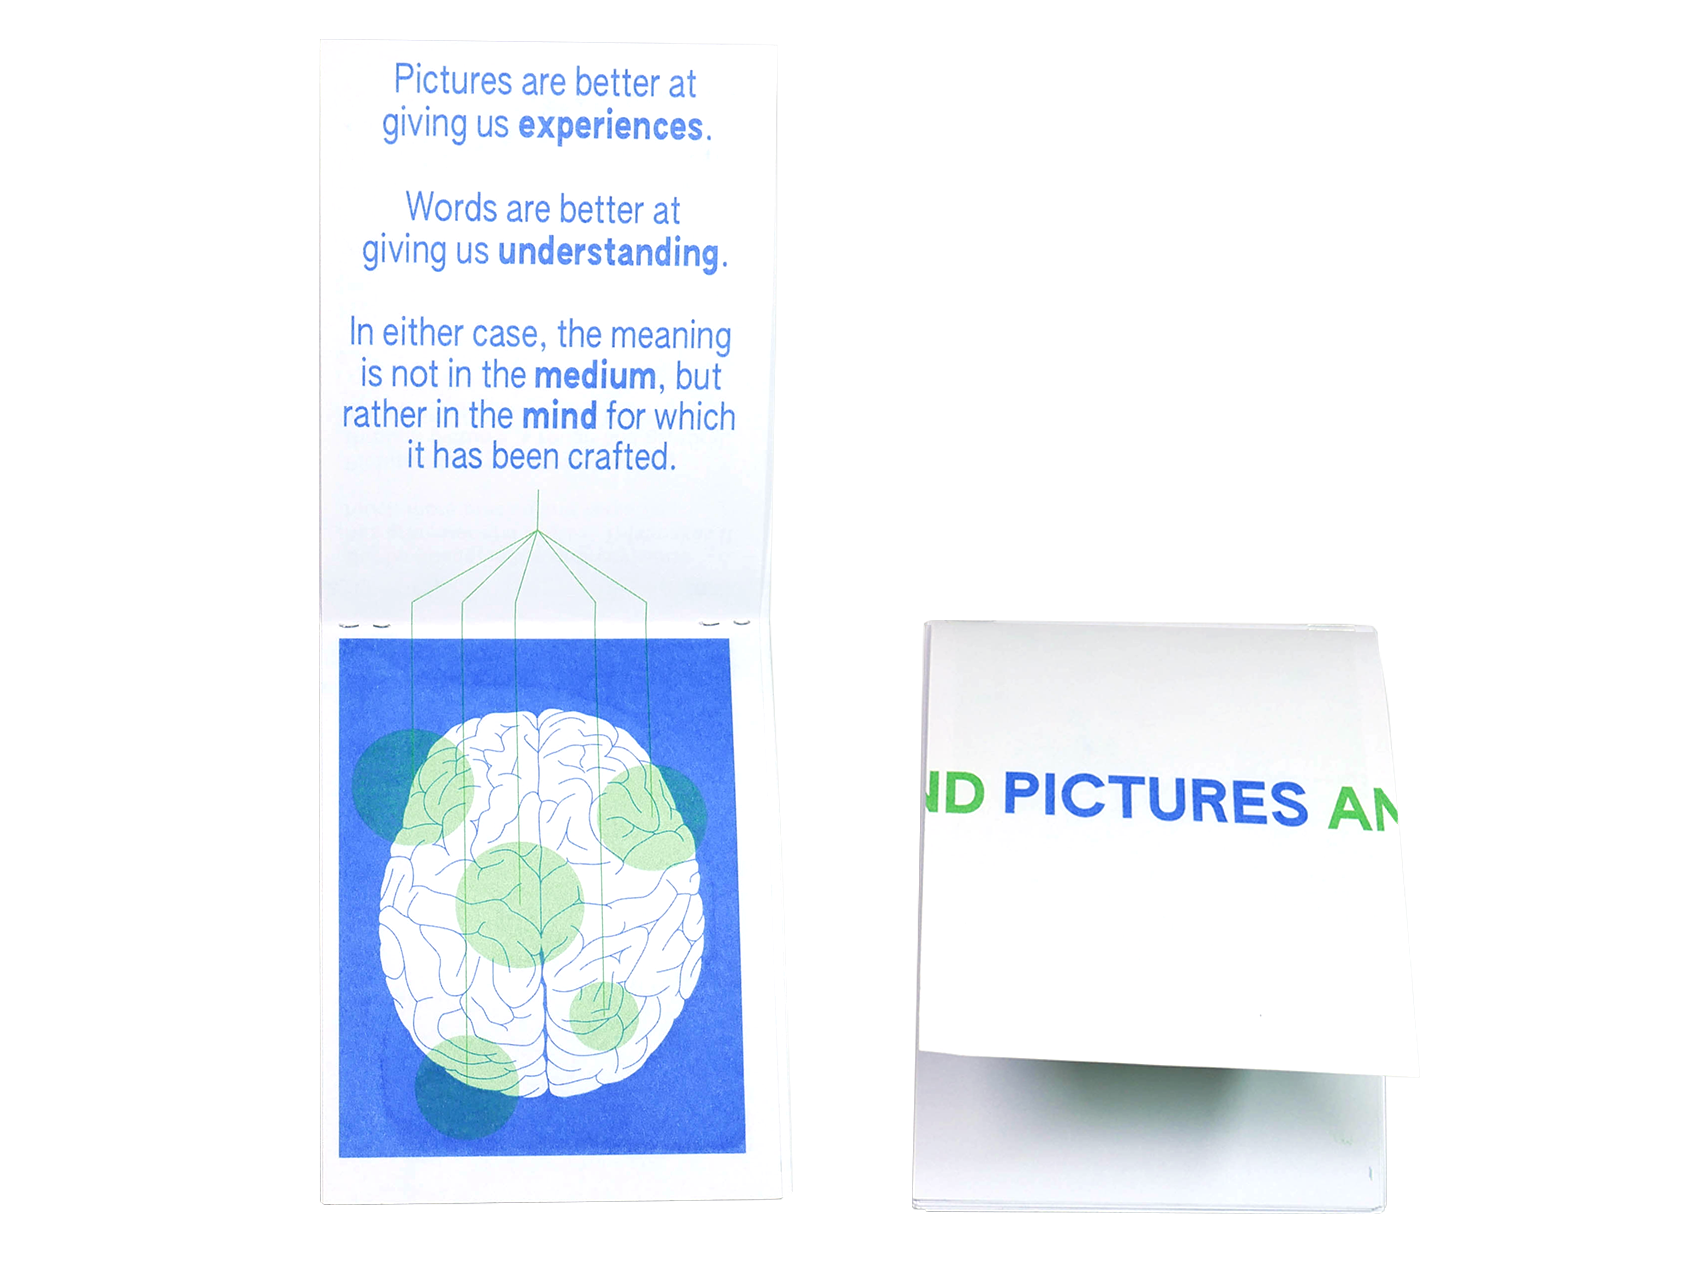 Pictures are better at
giving us experiences.
Words are better at
giving us understanding.
In either case, the meaning
is not in the medium, but
rather in the mind for which
it has been crafted.
ND PICTURES AN